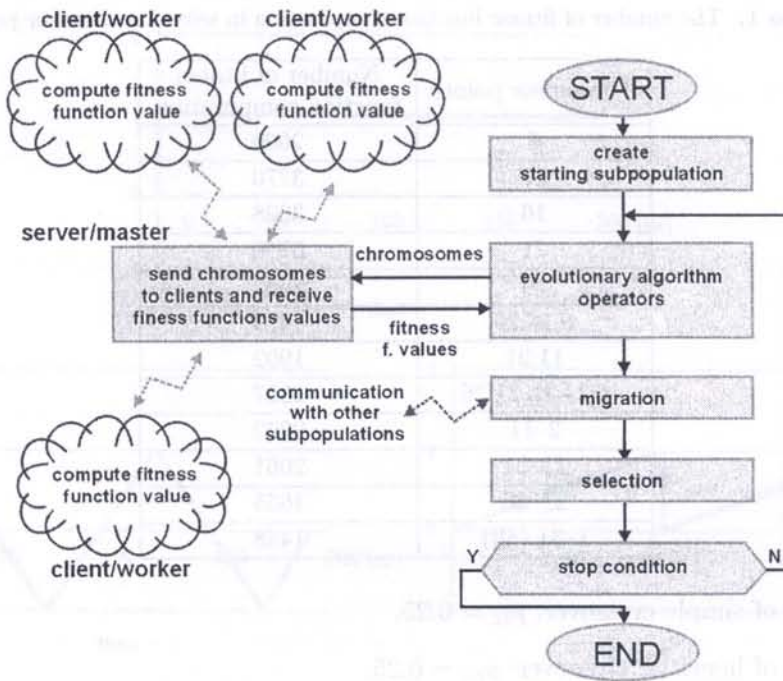 client/worker
client/worker
compute fitness
function value
compute fitness
function value
START
create
starting subpopulation
server/master
send chromosomes
to clients and receive
finess functions values
chromosomes
fitness
f. values
evolutionary algorithm
operators
communication
with other
subpopulations
migration
compute fitness
function value
client/worker
selection
Y
stop condition
N
END